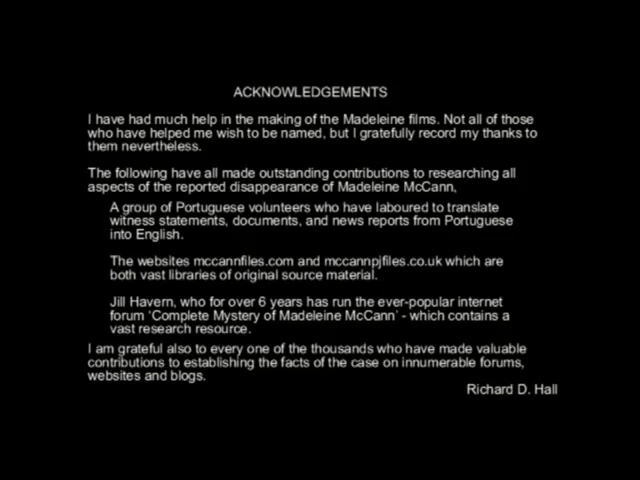 ACKNOWLEDGEMENTS
I have had much help in the making of the Madeleine films. Not all of those
who have helped me wish to be named, but I gratefully record my thanks to
them nevertheless.
The following have all made outstanding contributions to researching all
aspects of the reported disappearance of Madeleine McCann,
A group of Portuguese volunteers who have laboured to translate
witness statements, documents, and news reports from Portuguese
into English.
The websites mccannfiles.com and mccannpjfiles.co.uk which are
both vast libraries of original source material.
Jill Havern, who for over 6 years has run the ever-popular internet
forum ‘Complete Mystery of Madeleine McCann’ - which contains a
vast research resource.
I am grateful also to every one of the thousands who have made valuable
contributions to establishing the facts of the case on innumerable forums,
websites and blogs.
Richard D. Hall